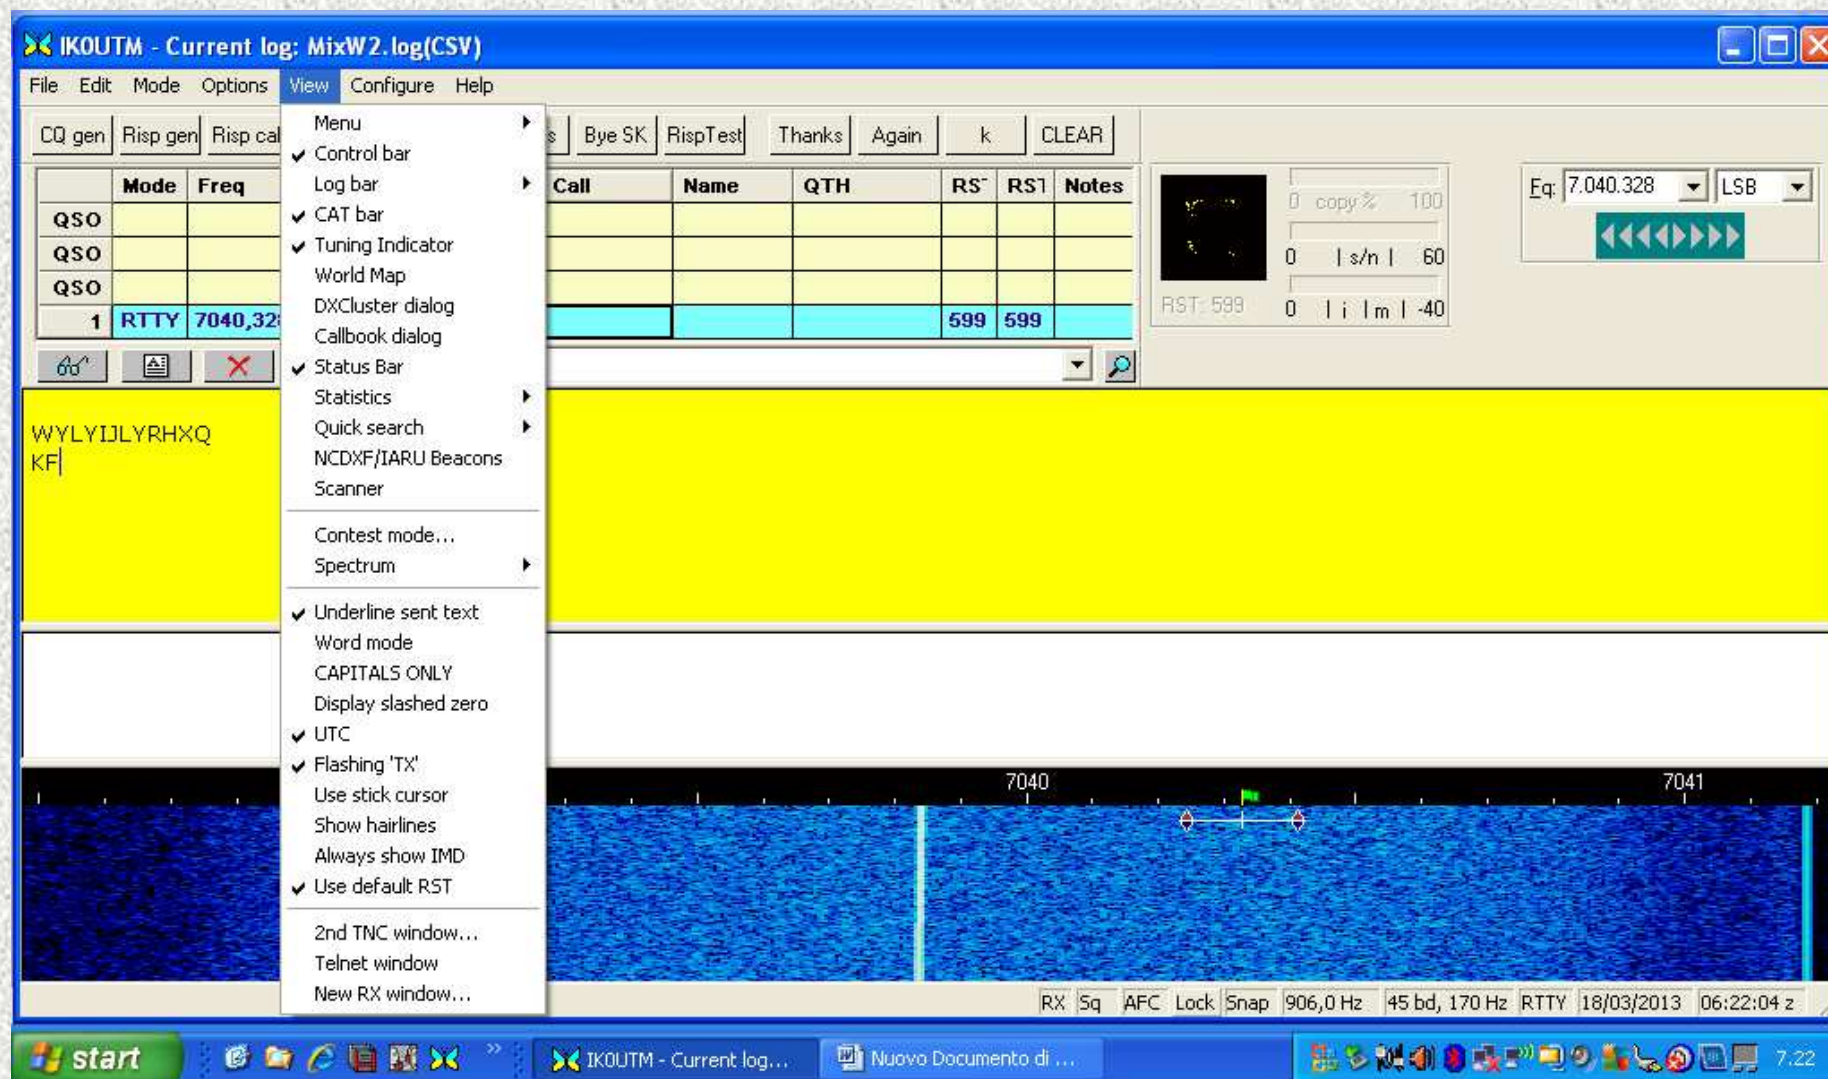 IK0UTM - Current log: MixW2.log(CSV)
File Edit Mode Options View Configure Help
CQ gen Risp gen Risp cal s Bye SK RispTest Thanks Again k CLEAR
Menu
Control bar
Log bar
CAT bar
Tuning Indicator
World Map
DXCluster dialog
Callbook dialog
Status Bar
Statistics
Quick search
NCDXF/IARU Beacons
Scanner
Contest mode...
Spectrum
Underline sent text
Word mode
CAPITALS ONLY
Display slashed zero
UTC
Flashing 'TX'
Use stick cursor
Show hairlines
Always show IMD
Use default RST
2nd TNC window...
Telnet window
New RX window...
Mode Freq Call Name QTH RS RST Notes
QSO
QSO
QSO
1 RTTY 7040,328 599 599
0 copy% 100
0 | s/n | 60
RST: 599 0 | i | m | -40
Fq: 7.040.328 LSB
WYLYIJLYRHXQ
KF
7040 7041
RX Sq AFC Lock Snap 906,0 Hz 45 bd, 170 Hz RTTY 18/03/2013 06:22:04 z
start IK0UTM - Current log... Nuovo Documento di ... 7.22